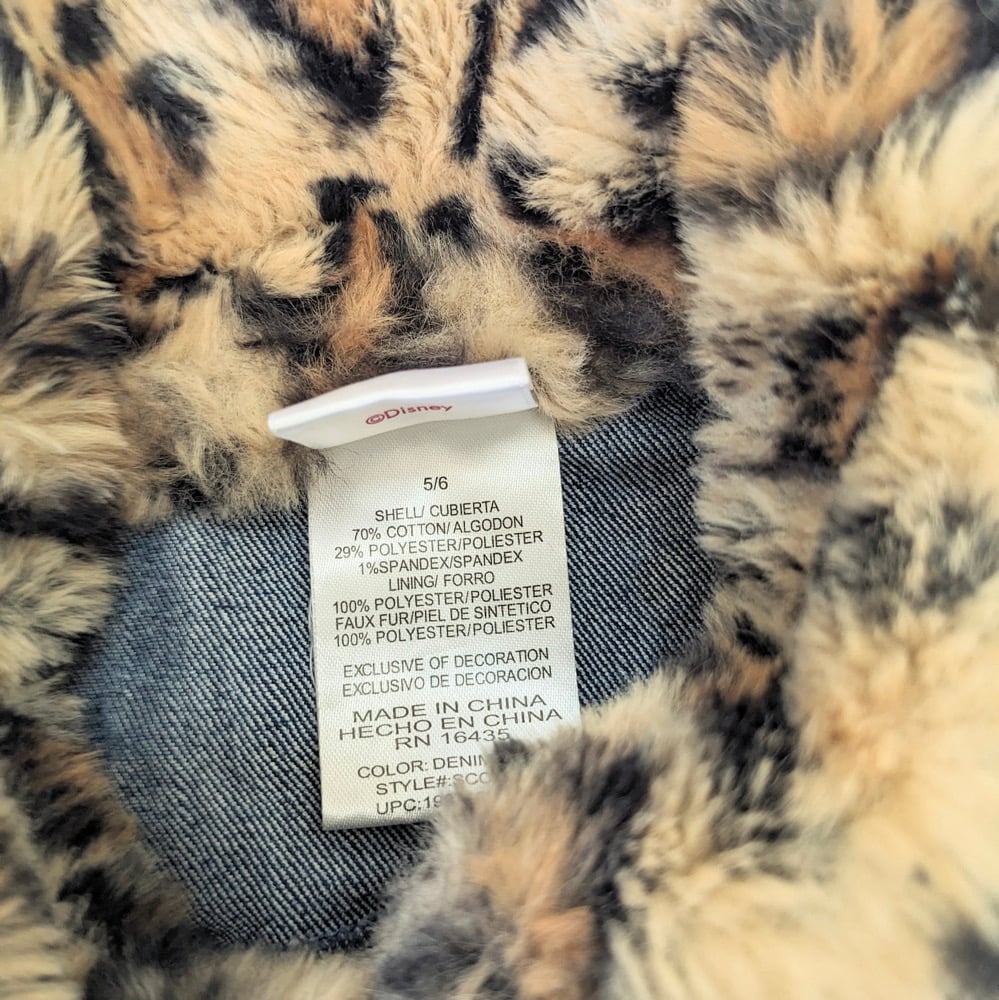 ©Disney
5/6
SHELL/ CUBIERTA
70% COTTON/ ALGODON
29% POLYESTER/POLIESTER
1%SPANDEX/SPANDEX
LINING/ FORRO
100% POLYESTER/POLIESTER
FAUX FUR/PIEL DE SINTETICO
100% POLYESTER/POLIESTER
EXCLUSIVE OF DECORATION
EXCLUSIVO DE DECORACION
MADE IN CHINA
HECHO EN CHINA
RN 16435
COLOR:
STYLE#:
UPC: